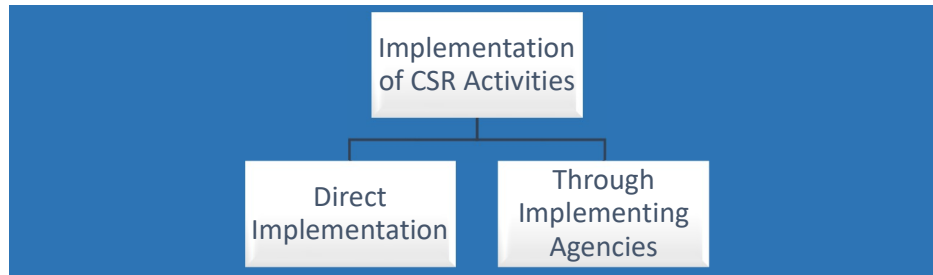 Implementation
of CSR Activities
Direct
Implementation
Through
Implementing
Agencies